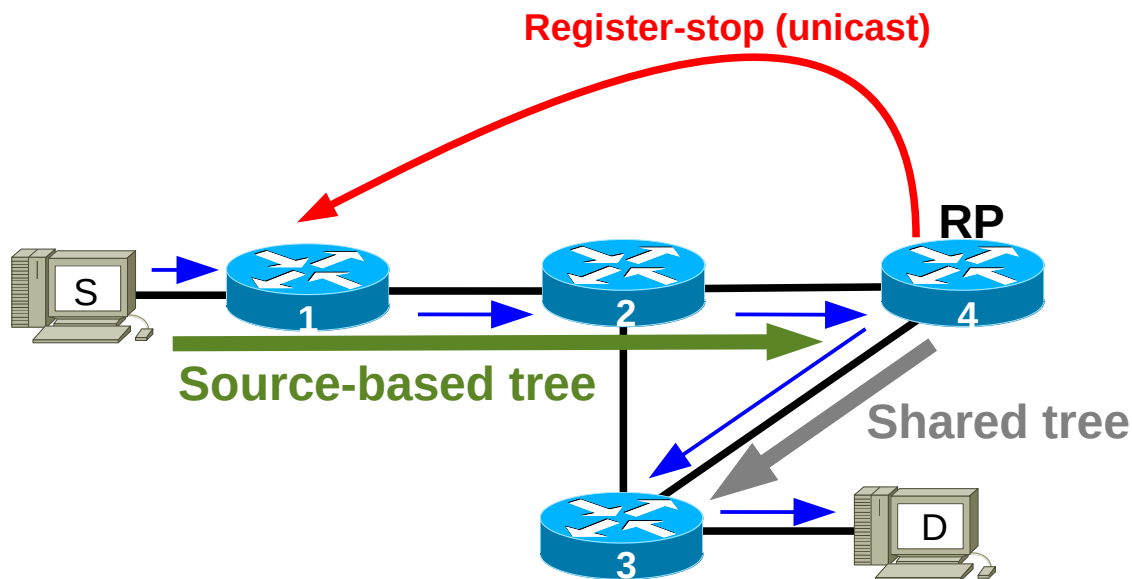 Register-stop (unicast)
RP
S
1
2
4
Source-based tree
Shared tree
3
D